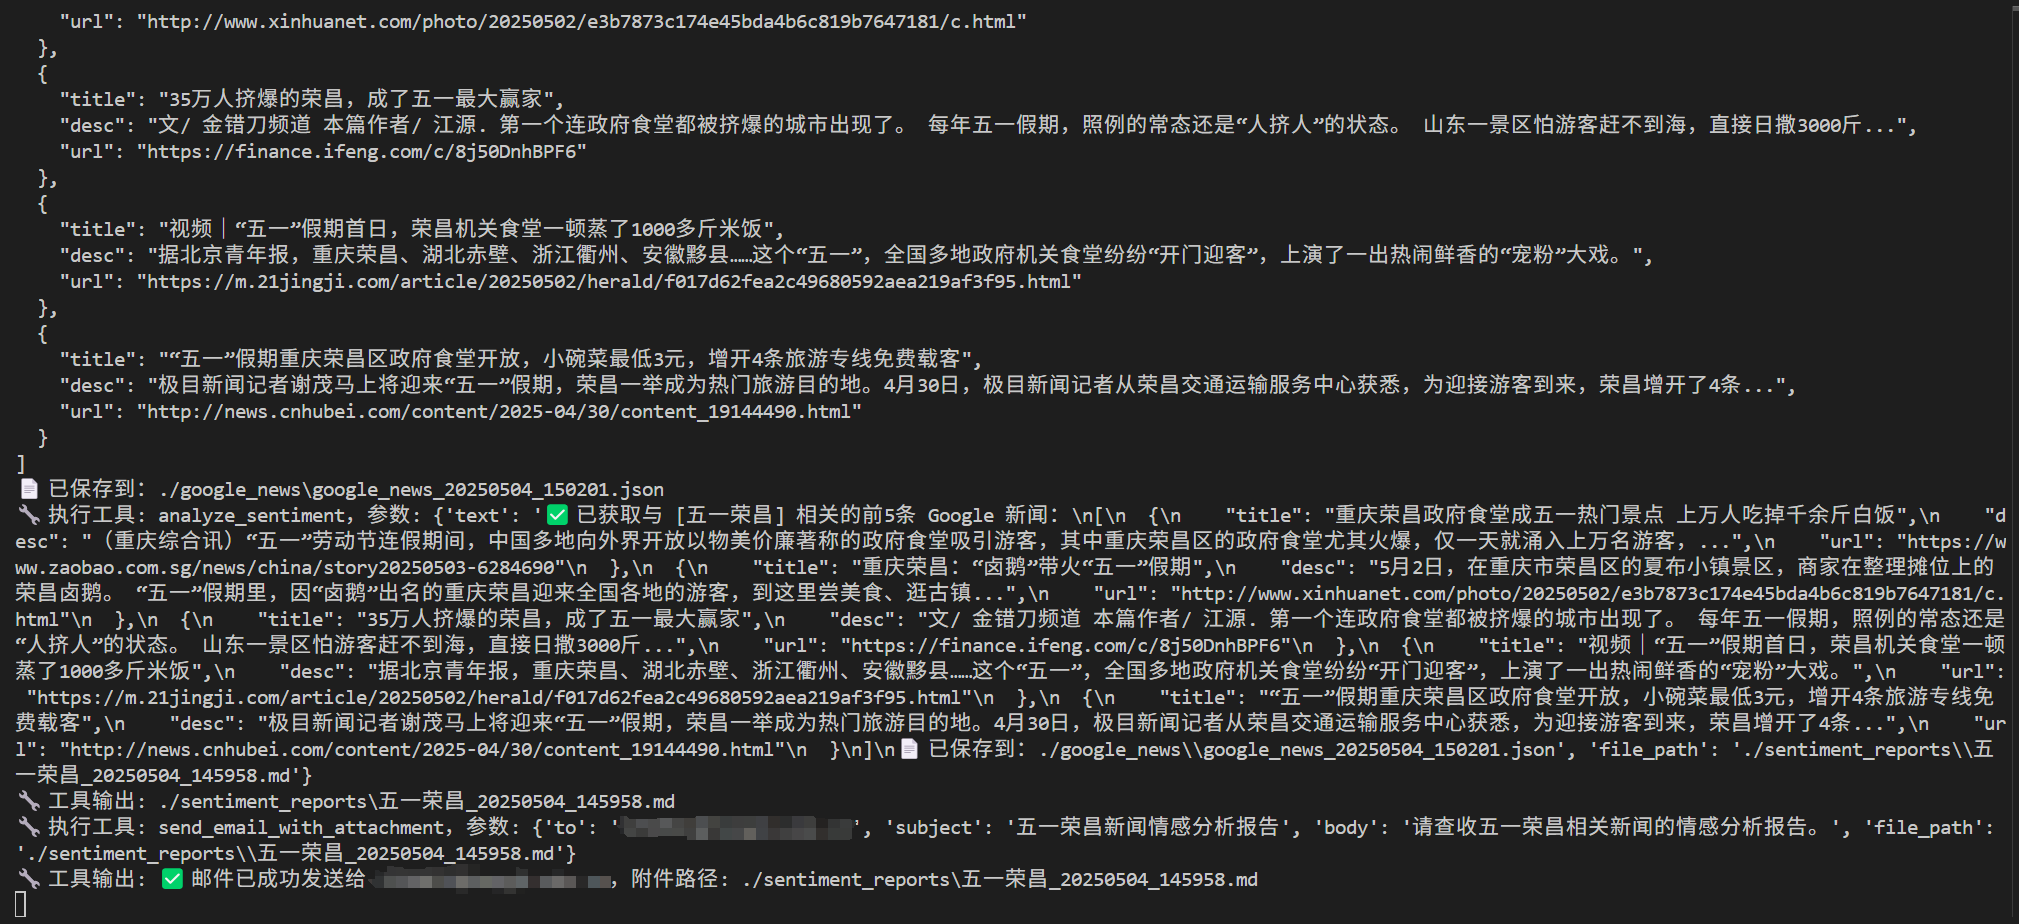 "url": "http://www.xinhuanet.com/photo/20250502/e3b7873c174e45bda4b6c819b7647181/c.html"
},
{
"title": "35万人挤爆的荣昌，成了五一最大赢家",
"desc": "文/ 金错刀频道 本篇作者/ 江源. 第一个连政府食堂都被挤爆的城市出现了。 每年五一假期，照例的常态还是“人挤人”的状态。 山东一景区怕游客赶不到海，直接日撒3000斤...",
"url": "https://finance.ifeng.com/c/8j50DnhBPF6"
},
{
"title": "视频｜“五一”假期首日，荣昌机关食堂一顿蒸了1000多斤米饭",
"desc": "据北京青年报，重庆荣昌、湖北赤壁、浙江衢州、安徽黟县……这个“五一”，全国多地政府机关食堂纷纷“开门迎客”，上演了一出热闹鲜香的“宠粉”大戏。",
"url": "https://m.21jingji.com/article/20250502/herald/f017d62fea2c49680592aea219af3f95.html"
},
{
"title": "“五一”假期重庆荣昌区政府食堂开放，小碗菜最低3元，增开4条旅游专线免费载客",
"desc": "极目新闻记者谢茂马上将迎来“五一”假期，荣昌一举成为热门旅游目的地。4月30日，极目新闻记者从荣昌交通运输服务中心获悉，为迎接游客到来，荣昌增开了4条...",
"url": "http://news.cnhubei.com/content/2025-04/30/content_19144490.html"
}
]
📄 已保存到: ./google_news\google_news_20250504_150201.json
🔧 执行工具: analyze_sentiment, 参数: {'text': '✅ 已获取与 [五一荣昌] 相关的前5条 Google 新闻: \n[\n  {\n    "title": "重庆荣昌政府食堂成五一热门景点 上万人吃掉千余斤白饭",\n    "d
esc": "（重庆综合讯）“五一”劳动节连假期间，中国多地向外界开放以物美价廉著称的政府食堂吸引游客，其中重庆荣昌区的政府食堂尤其火爆，仅一天就涌入上万名游客，...",\n    "url": "https://w
ww.zaobao.com.sg/news/china/story20250503-6284690"\n  },\n  {\n    "title": "重庆荣昌：“卤鹅”带火“五一”假期",\n    "desc": "5月2日，在重庆市荣昌区的夏布小镇景区，商家在整理摊位上的
荣昌卤鹅。 “五一”假期里，因“卤鹅”出名的重庆荣昌迎来全国各地的游客，到这里尝美食、逛古镇...",\n    "url": "http://www.xinhuanet.com/photo/20250502/e3b7873c174e45bda4b6c819b7647181/c.
html"\n  },\n  {\n    "title": "35万人挤爆的荣昌，成了五一最大赢家",\n    "desc": "文/ 金错刀频道 本篇作者/ 江源. 第一个连政府食堂都被挤爆的城市出现了。 每年五一假期，照例的常态还是
“人挤人”的状态。 山东一景区怕游客赶不到海，直接日撒3000斤...",\n    "url": "https://finance.ifeng.com/c/8j50DnhBPF6"\n  },\n  {\n    "title": "视频｜“五一”假期首日，荣昌机关食堂一顿
蒸了1000多斤米饭",\n    "desc": "据北京青年报，重庆荣昌、湖北赤壁、浙江衢州、安徽黟县……这个“五一”，全国多地政府机关食堂纷纷“开门迎客”，上演了一出热闹鲜香的“宠粉”大戏。",\n    "url":
"https://m.21jingji.com/article/20250502/herald/f017d62fea2c49680592aea219af3f95.html"\n  },\n  {\n    "title": "“五一”假期重庆荣昌区政府食堂开放，小碗菜最低3元，增开4条旅游专线免
费载客",\n    "desc": "极目新闻记者谢茂马上将迎来“五一”假期，荣昌一举成为热门旅游目的地。4月30日，极目新闻记者从荣昌交通运输服务中心获悉，为迎接游客到来，荣昌增开了4条...",\n    "ur
l": "http://news.cnhubei.com/content/2025-04/30/content_19144490.html"\n  }\n]\n📄 已保存到: ./google_news\\google_news_20250504_150201.json', 'file_path': './sentiment_reports\\五
一荣昌_20250504_145958.md'}
🔧 工具输出: ./sentiment_reports\五一荣昌_20250504_145958.md
🔧 执行工具: send_email_with_attachment, 参数: {'to': '', 'subject': '五一荣昌新闻情感分析报告', 'body': '请查收五一荣昌相关新闻的情感分析报告。', 'file_path':
'./sentiment_reports\\五一荣昌_20250504_145958.md'}
🔧 工具输出: ✅ 邮件已成功发送给, 附件路径: ./sentiment_reports\五一荣昌_20250504_145958.md